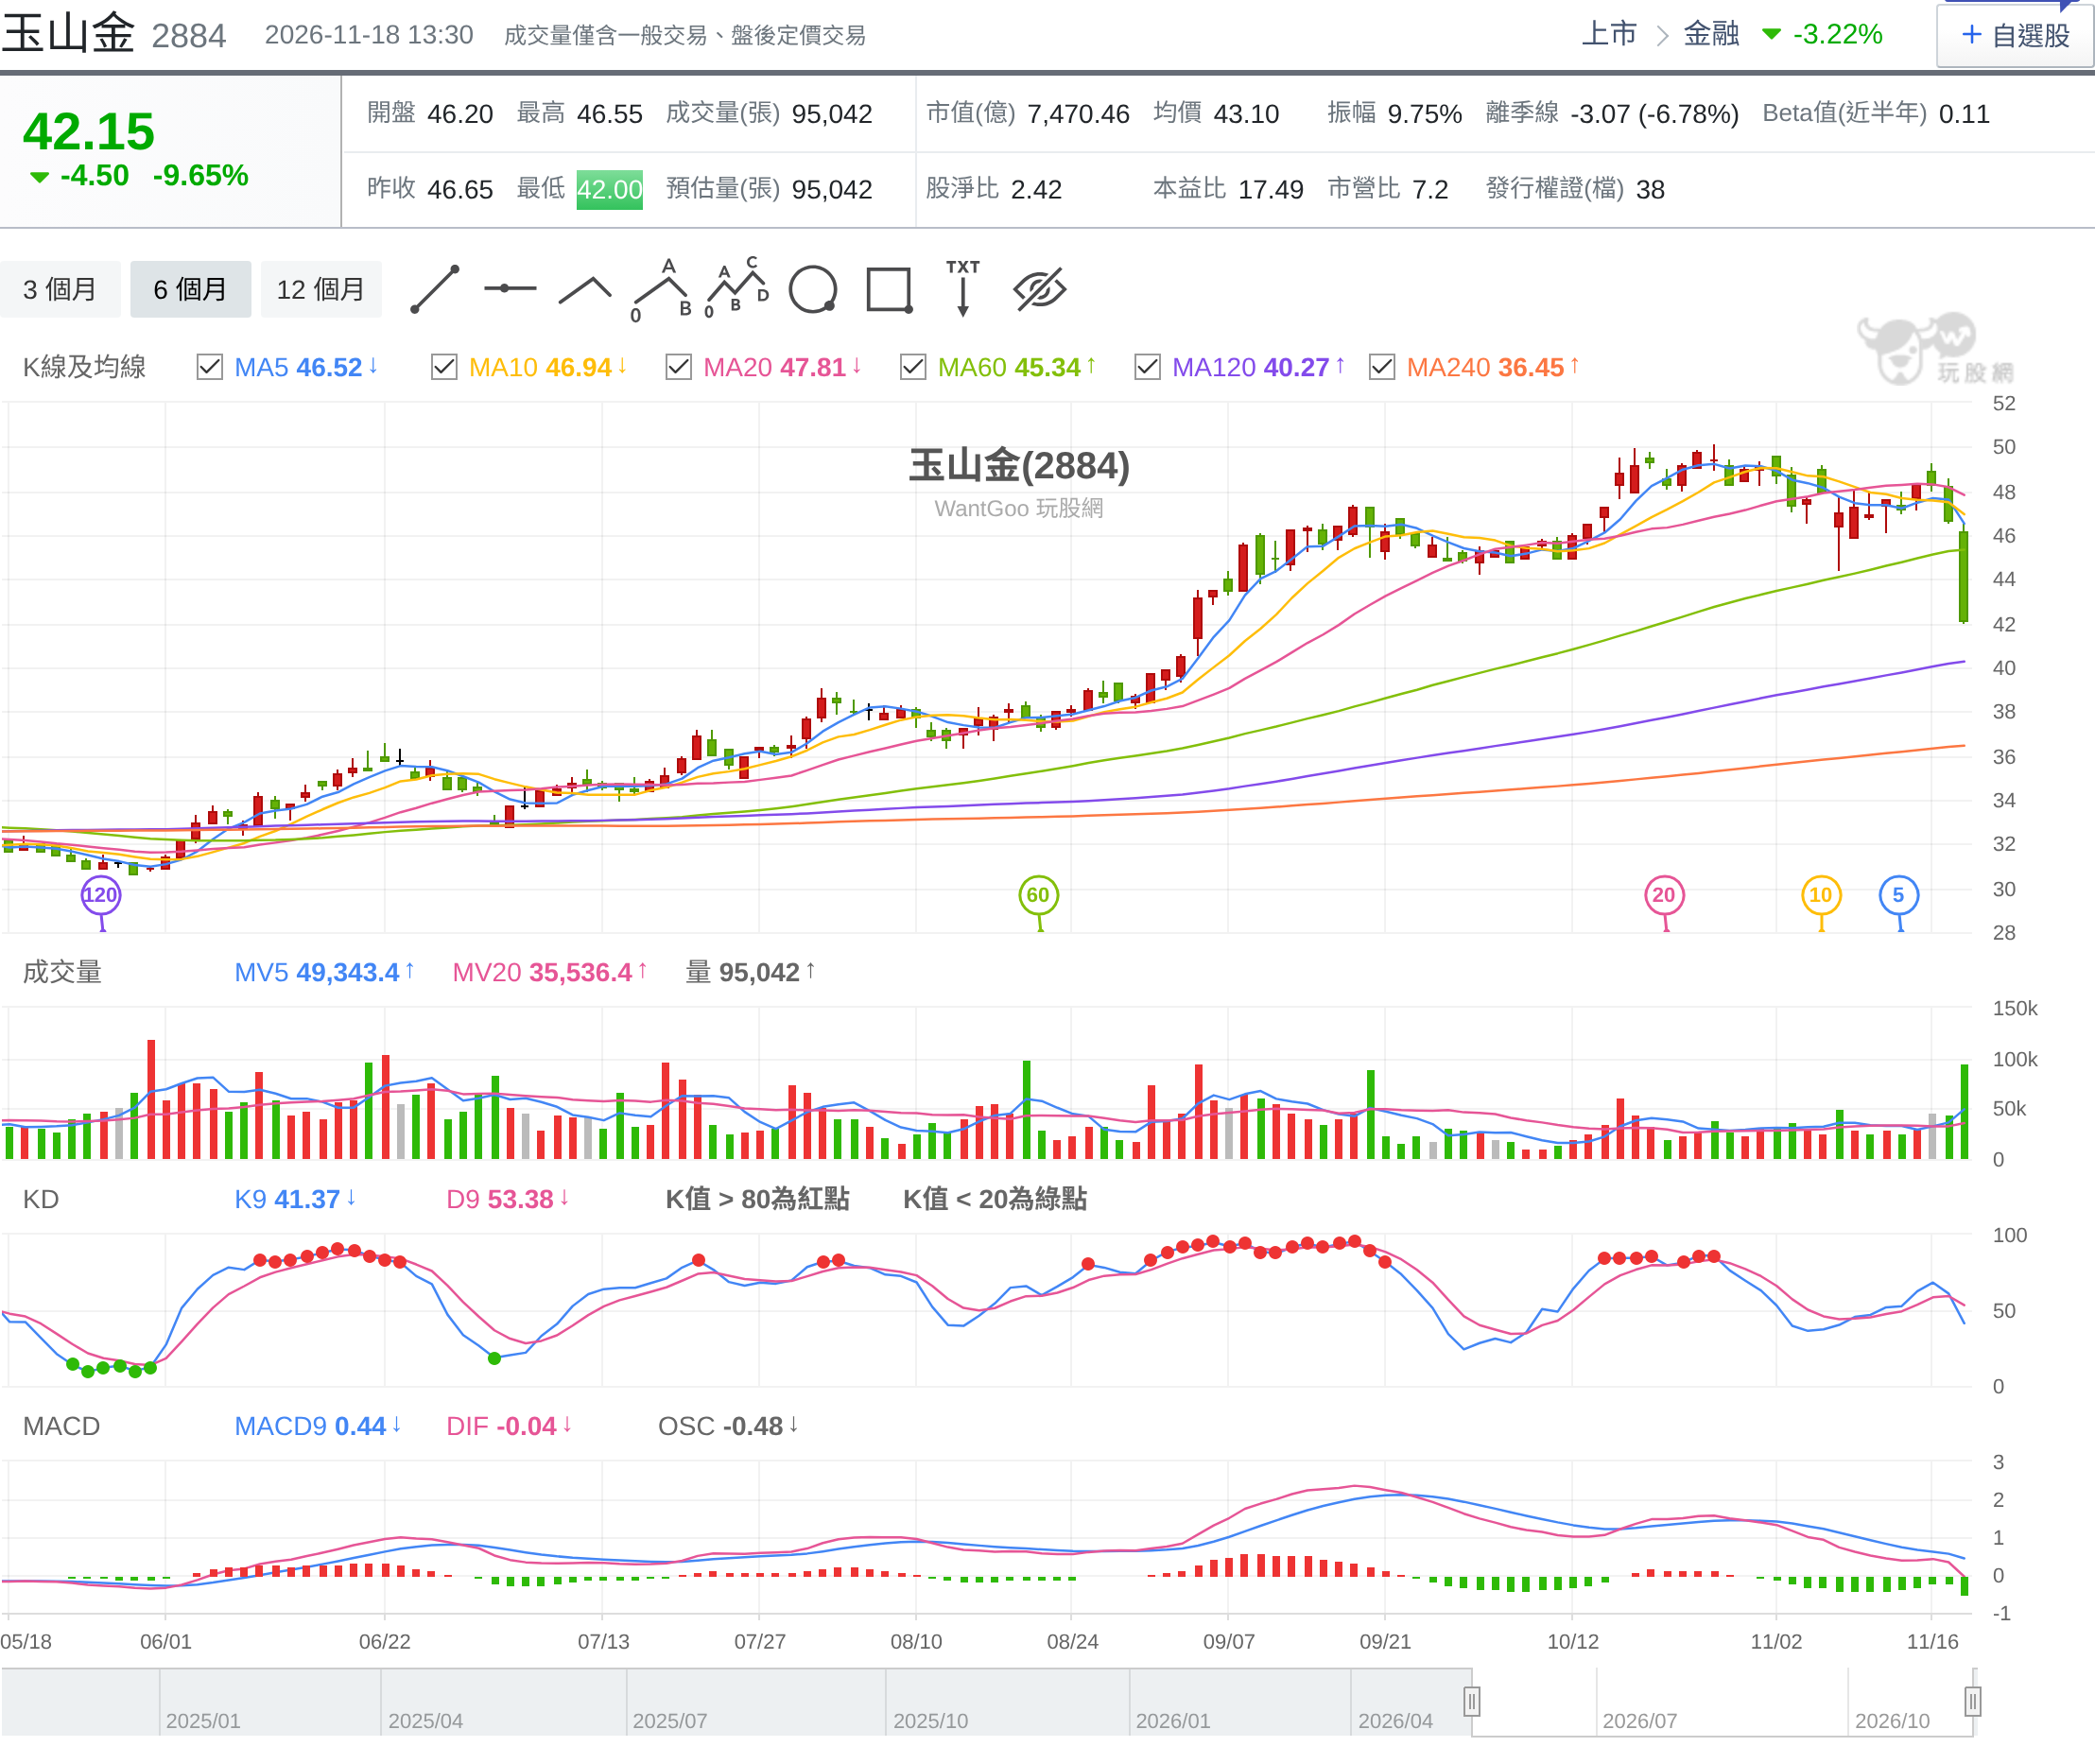 玉山金 2884 2026-11-18 13:30 成交量僅含一般交易、盤後定價交易 上市 金融 ▼ -3.22% + 自選股
42.15
▼ -4.50 -9.65%
開盤 46.20 最高 46.55 成交量(張) 95,042 市值(億) 7,470.46 均價 43.10 振幅 9.75% 離季線 -3.07 (-6.78%) Beta值(近半年) 0.11
昨收 46.65 最低 42.00 預估量(張) 95,042 股淨比 2.42 本益比 17.49 市營比 7.2 發行權證(檔) 38
3 個月 6 個月 12 個月 0 A B 0 A B C D TXT
玩股網
K線及均線 MA5 46.52↓ MA10 46.94↓ MA20 47.81↓ MA60 45.34↑ MA120 40.27↑ MA240 36.45↑
玉山金(2884)
WantGoo 玩股網
52
50
48
46
44
42
40
38
36
34
32
30
28
120 60 20 10 5
成交量 MV5 49,343.4↑ MV20 35,536.4↑ 量 95,042↑
150k
100k
50k
0
KD K9 41.37↓ D9 53.38↓ K值 > 80為紅點 K值 < 20為綠點
100
50
0
MACD MACD9 0.44↓ DIF -0.04↓ OSC -0.48↓
3
2
1
0
-1
05/18 06/01 06/22 07/13 07/27 08/10 08/24 09/07 09/21 10/12 11/02 11/16
2025/01 2025/04 2025/07 2025/10 2026/01 2026/04 2026/07 2026/10